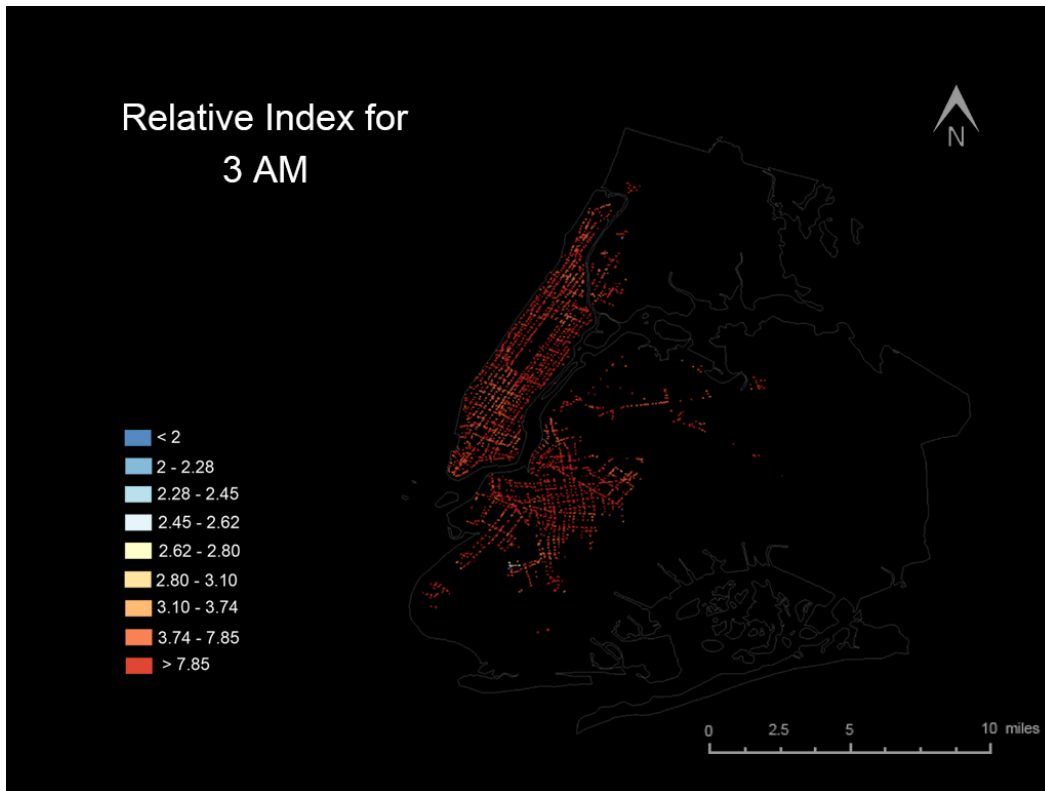 Relative Index for
3 AM
N
< 2
2 - 2.28
2.28 - 2.45
2.45 - 2.62
2.62 - 2.80
2.80 - 3.10
3.10 - 3.74
3.74 - 7.85
> 7.85
0 2.5 5 10 miles